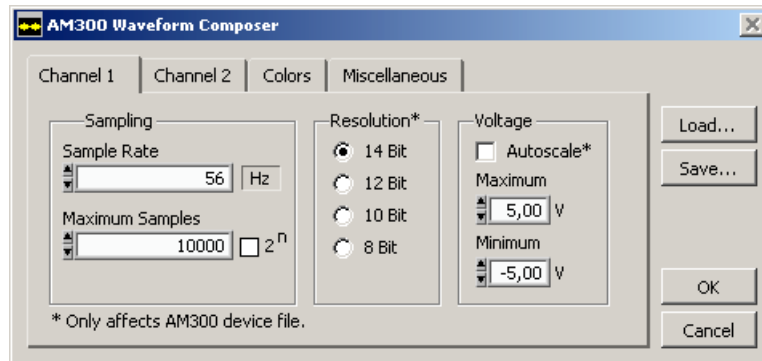 AM300 Waveform Composer
Channel 1 Channel 2 Colors Miscellaneous
Sampling
Sample Rate
56 Hz
Maximum Samples
10000 2ⁿ
Resolution*
14 Bit
12 Bit
10 Bit
8 Bit
Voltage
Autoscale*
Maximum
5,00 V
Minimum
-5,00 V
* Only affects AM300 device file.
Load...
Save...
OK
Cancel